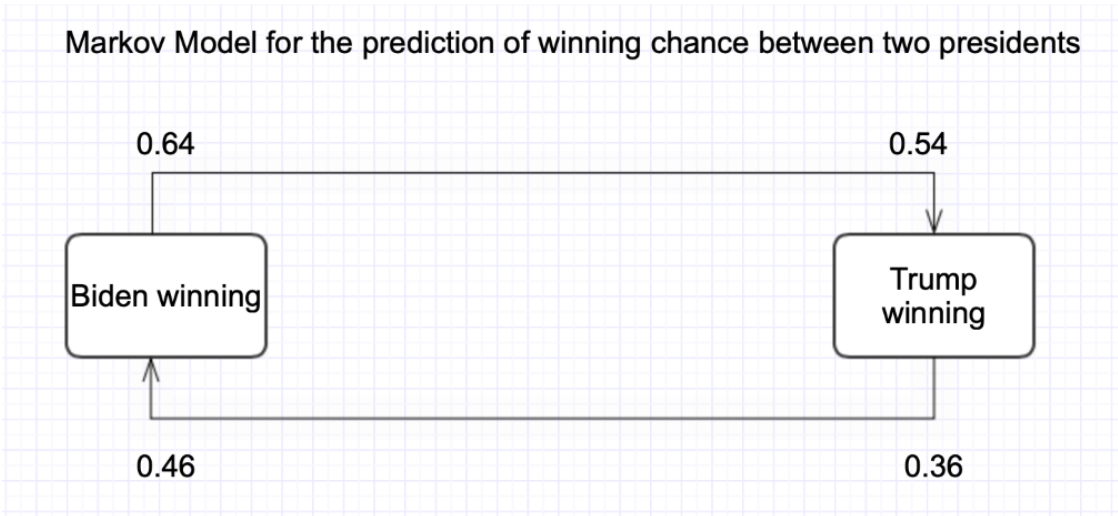 Markov Model for the prediction of winning chance between two presidents
0.64
0.54
Biden winning
Trump
winning
0.46
0.36